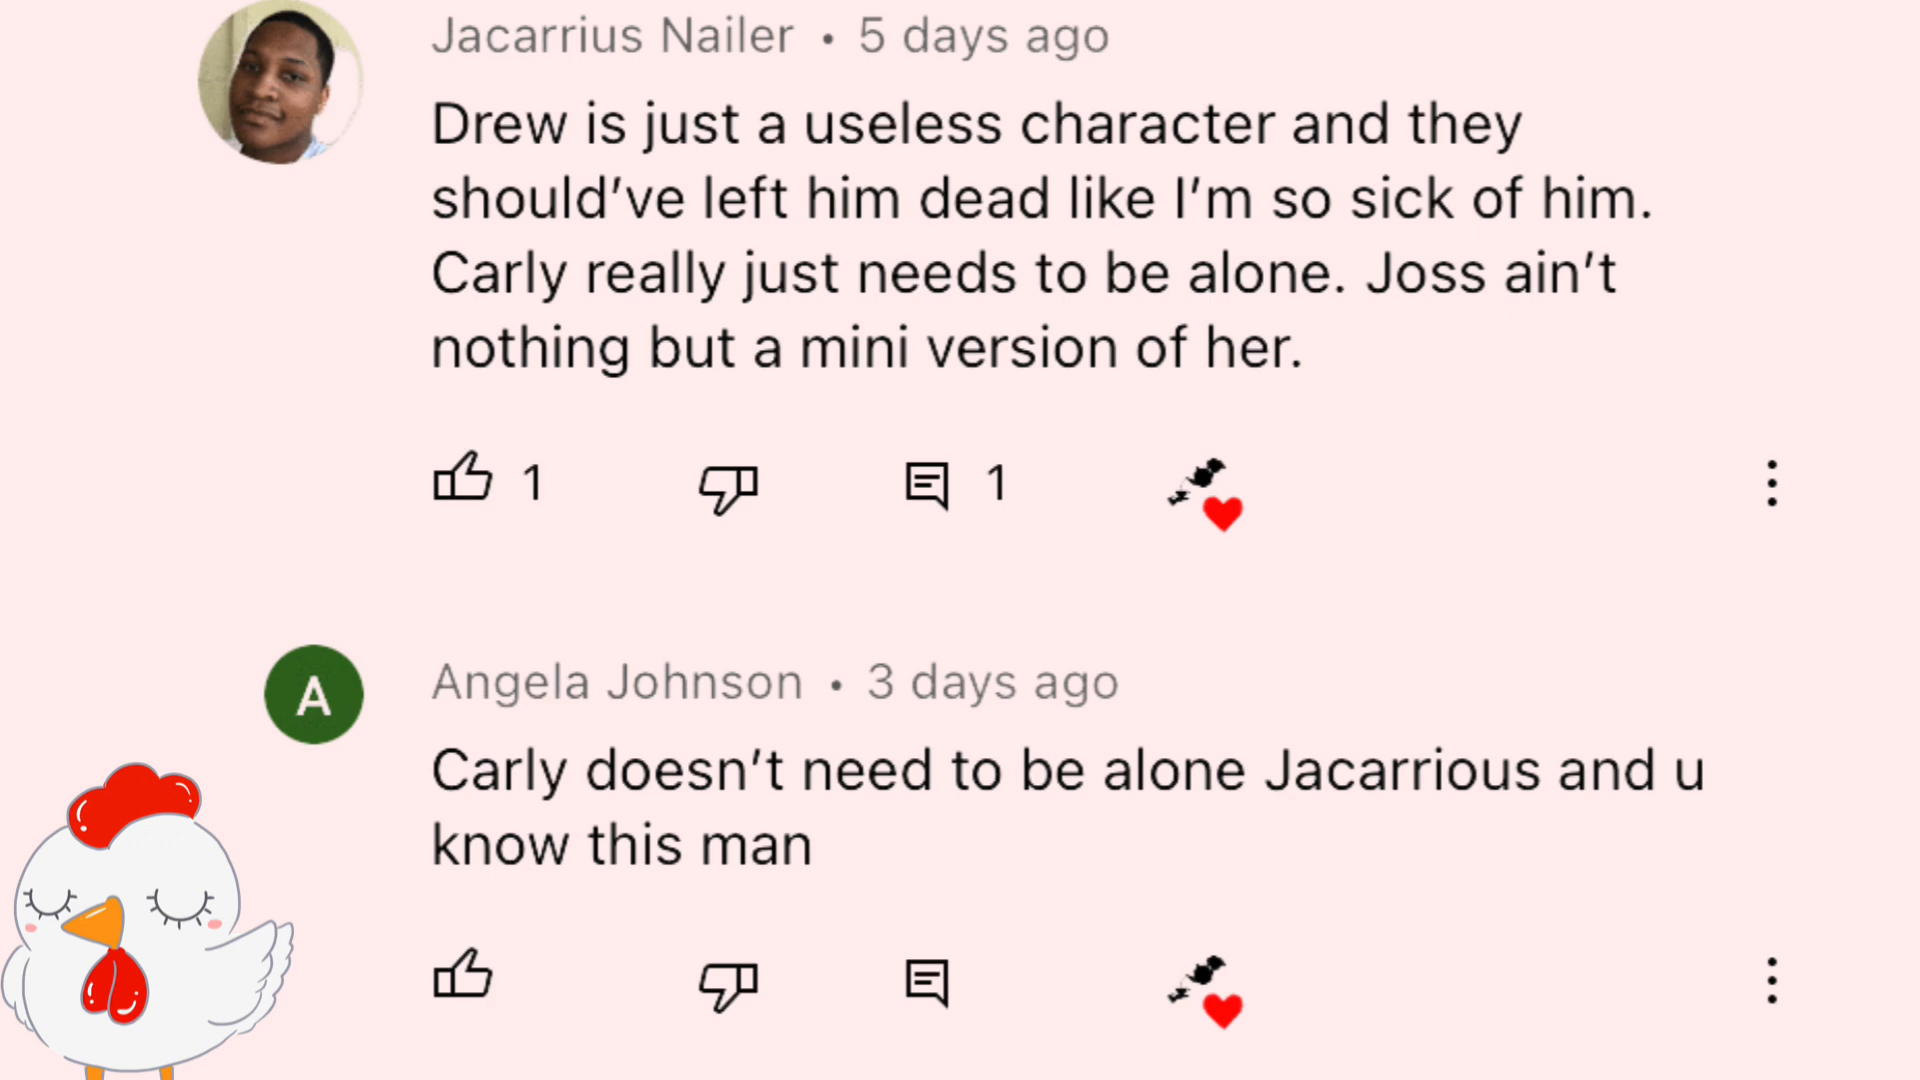 Jacarrius Nailer • 5 days ago
Drew is just a useless character and they
should’ve left him dead like I’m so sick of him.
Carly really just needs to be alone. Joss ain’t
nothing but a mini version of her.
1 1
A
Angela Johnson • 3 days ago
Carly doesn’t need to be alone Jacarrious and u
know this man